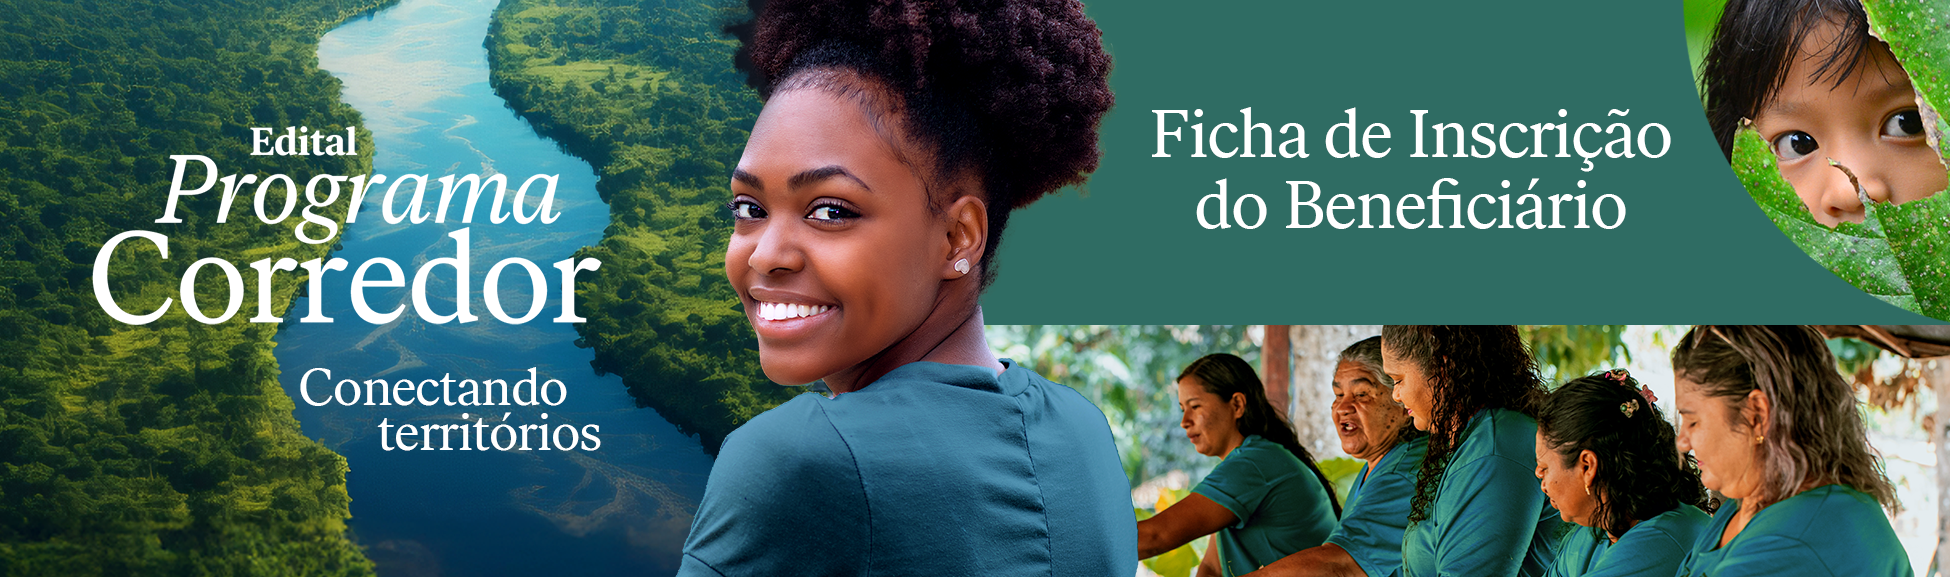 Edital
Programa
Corredor
Conectando
territórios
Ficha de Inscrição
do Beneficiário